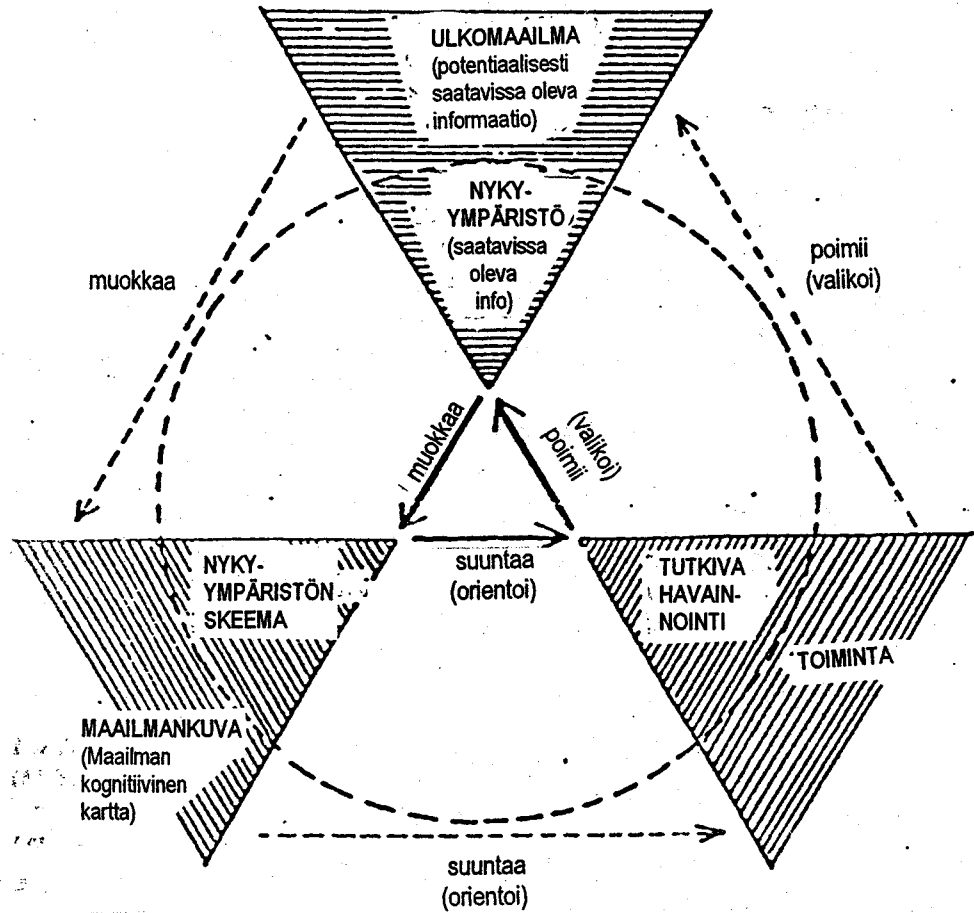 ULKOMAAILMA
(potentiaalisesti
saatavissa oleva
informaatio)
NYKY-
YMPÄRISTÖ
(saatavissa
oleva
info)
muokkaa
poimii
(valikoi)
muokkaa
(valikoi)
poimii
suuntaa
(orientoi)
NYKY-
YMPÄRISTÖN
SKEEMA
TUTKIVA
HAVAIN-
NOINTI
TOIMINTA
MAAILMANKUVA
(Maailman
kognitiivinen
kartta)
suuntaa
(orientoi)